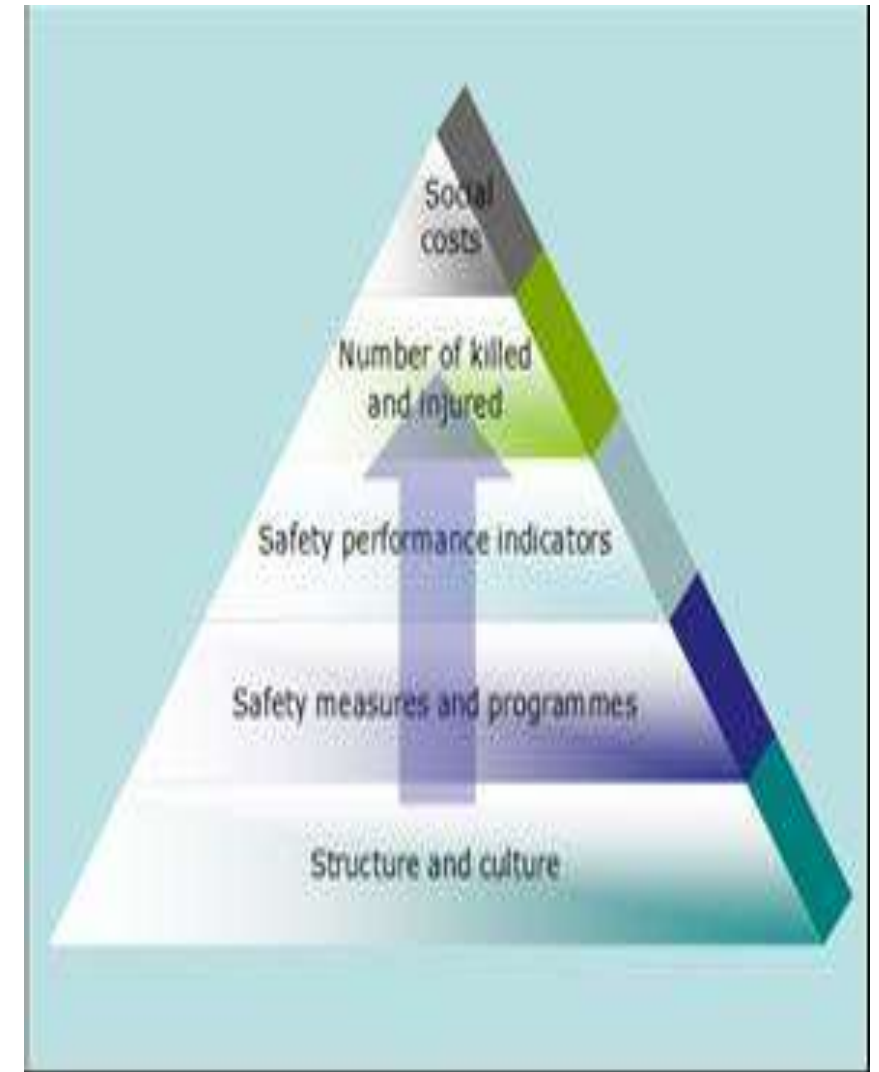 Social
costs
Number of killed
and injured
Safety performance indicators
Safety measures and programmes
Structure and culture